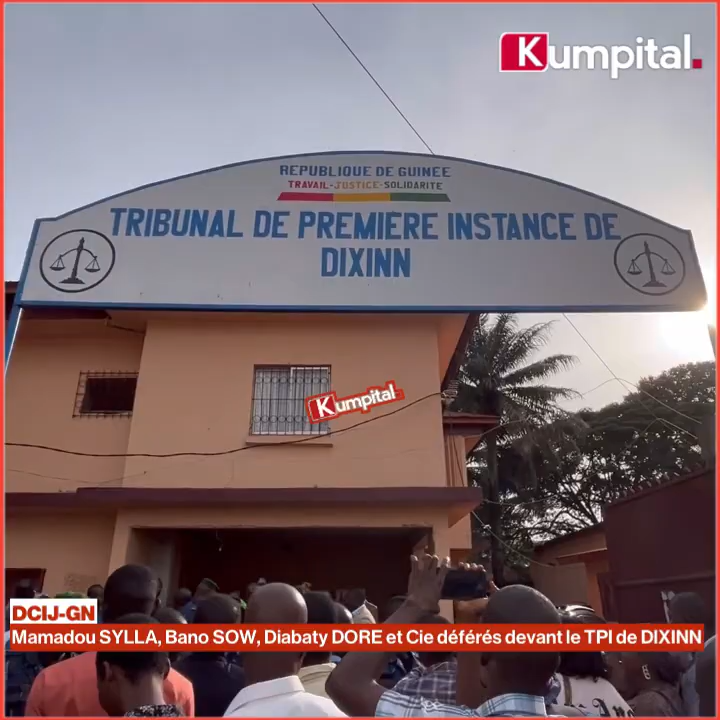 Kumpital.
REPUBLIQUE DE GUINEE
TRAVAIL-JUSTICE-SOLIDARITE
TRIBUNAL DE PREMIERE INSTANCE DE
DIXINN
Kumpital.
DCIJ-GN
Mamadou SYLLA, Bano SOW, Diabaty DORE et Cie déférés devant le TPI de DIXINN